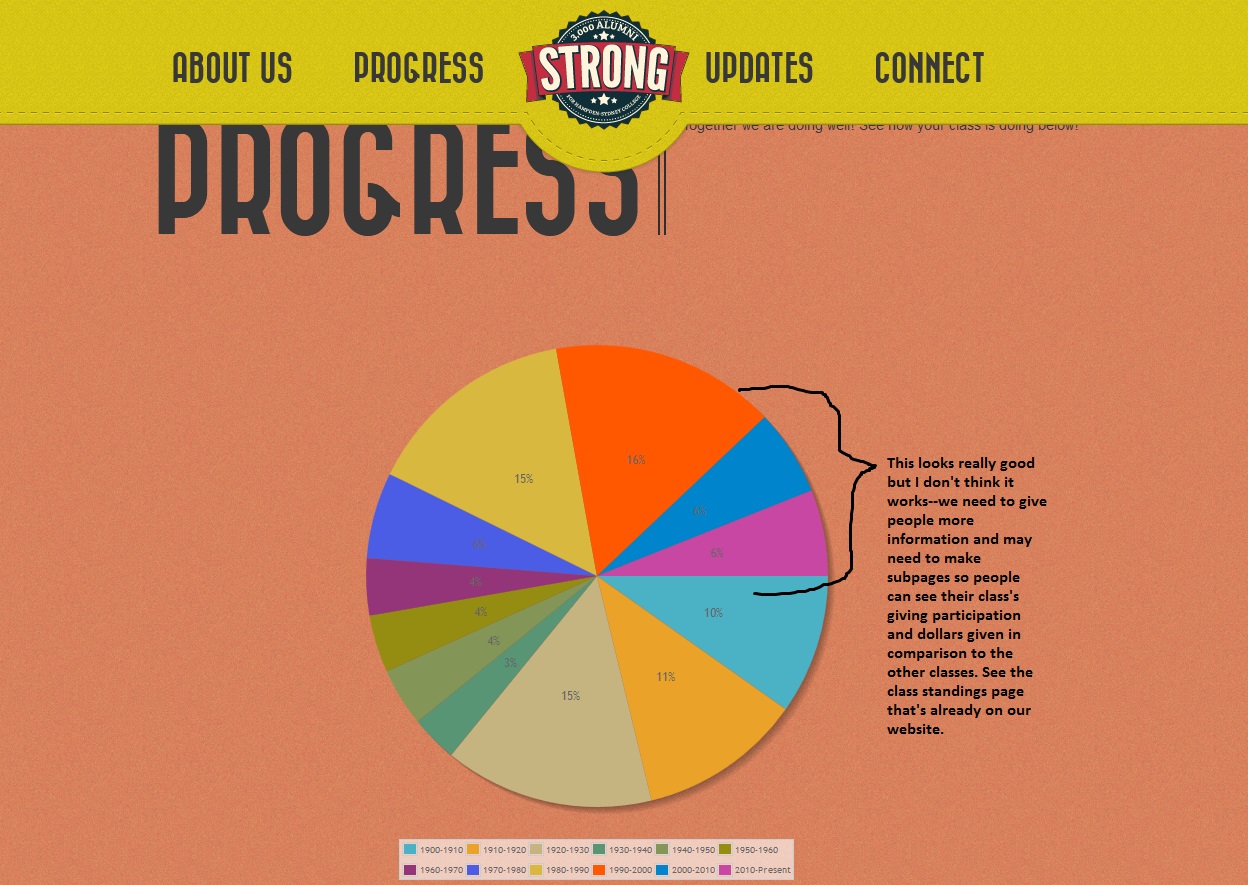 ABOUT US
PROGRESS
3,000 ALUMNI
STRONG
FOR HAMPDEN-SYDNEY COLLEGE
UPDATES
CONNECT
together we are doing well! See how your class is doing below!
PROGRESS
16%
15%
6%
6%
6%
4%
4%
4%
3%
15%
11%
10%
This looks really good
but I don't think it
works--we need to give
people more
information and may
need to make
subpages so people
can see their class's
giving participation
and dollars given in
comparison to the
other classes. See the
class standings page
that's already on our
website.
1900-1910 1910-1920 1920-1930 1930-1940 1940-1950 1950-1960
1960-1970 1970-1980 1980-1990 1990-2000 2000-2010 2010-Present